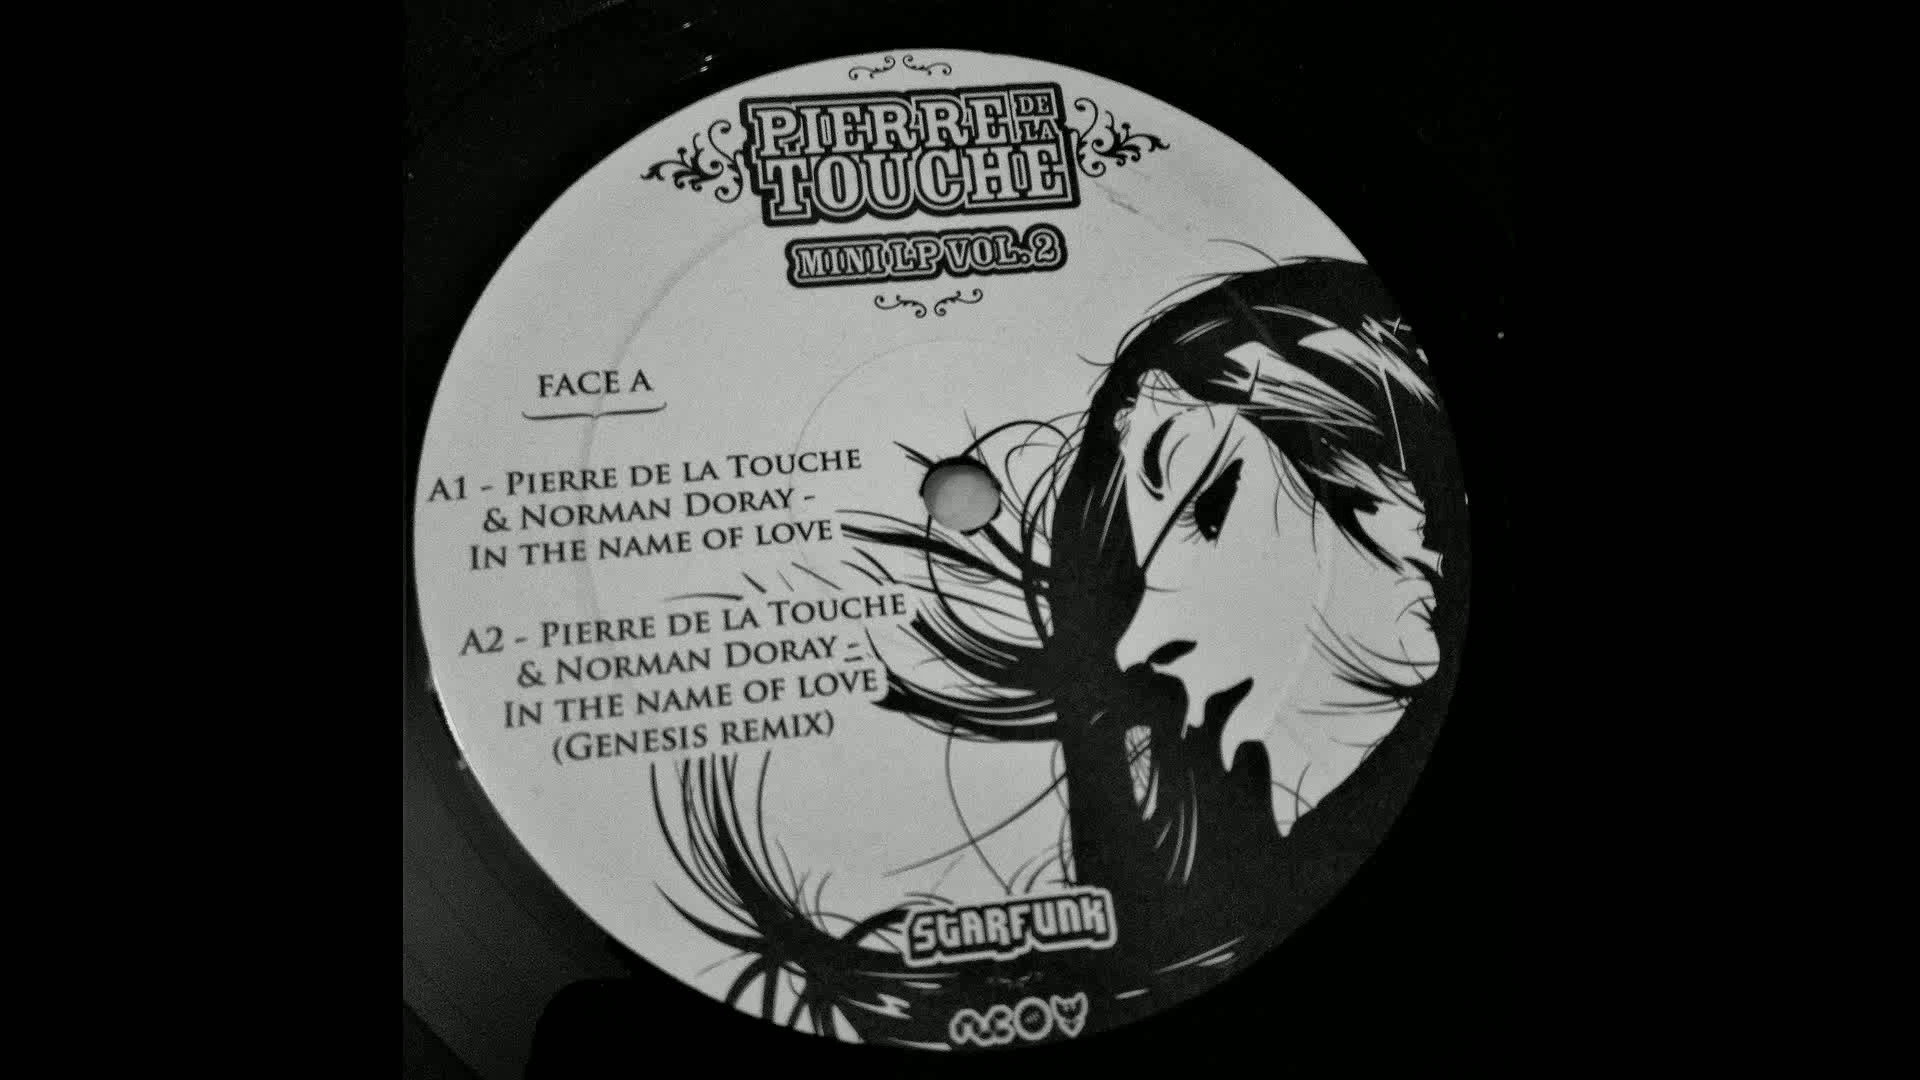 PIERRE DE LA
TOUCHE
MINI LP VOL. 2
FACE A
A1 - PIERRE DE LA TOUCHE
& NORMAN DORAY -
IN THE NAME OF LOVE
A2 - PIERRE DE LA TOUCHE
& NORMAN DORAY -
IN THE NAME OF LOVE
(GENESIS REMIX)
STARFUNK